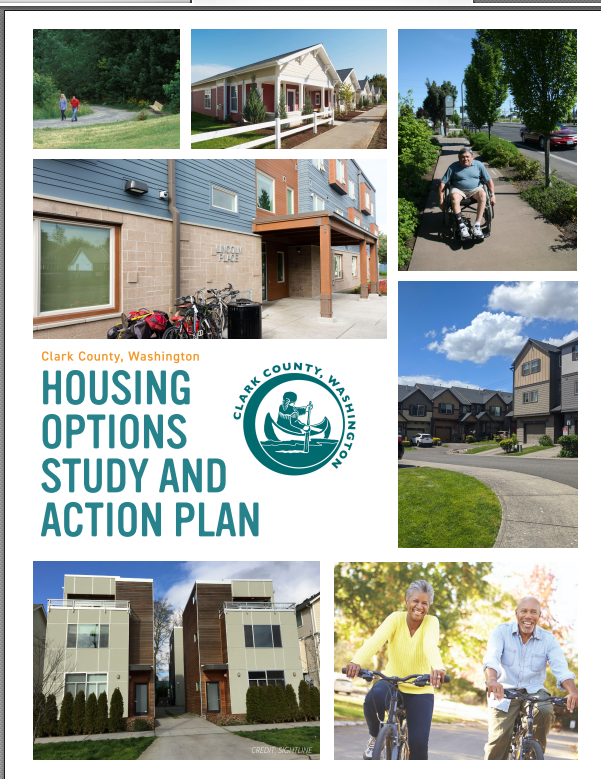 LINCOLN
PLACE
Clark County, Washington
HOUSING
OPTIONS
STUDY AND
ACTION PLAN
CLARK COUNTY, WASHINGTON
CREDIT: SIGHTLINE